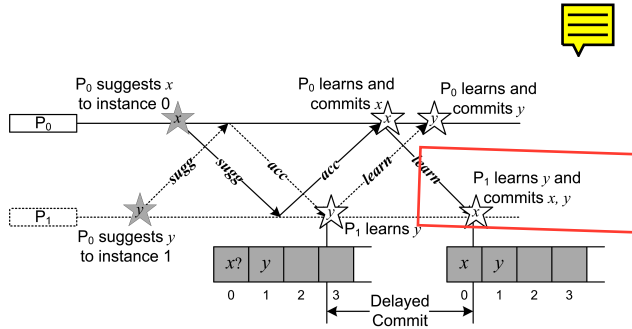 P0 suggests x
to instance 0
P0 learns and
commits x
P0 learns and
commits y
P0
x
x
y
sugg
sugg
acc
acc
learn
learn
P1 learns y and
commits x, y
P1
y
y
x
P0 suggests y
to instance 1
P1 learns y
x? y
x y
0 1 2 3
0 1 2 3
Delayed
Commit